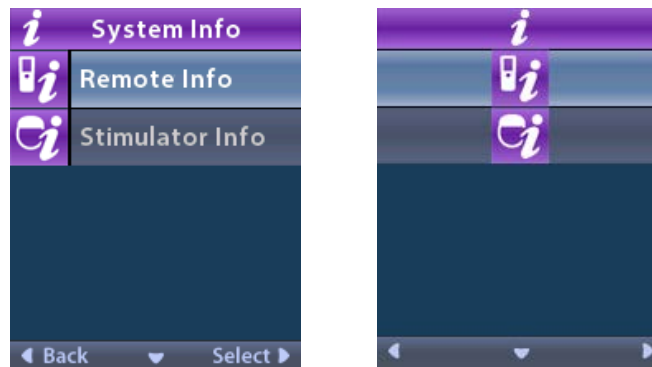 i System Info
i Remote Info
i Stimulator Info
Back Select
i
i
i